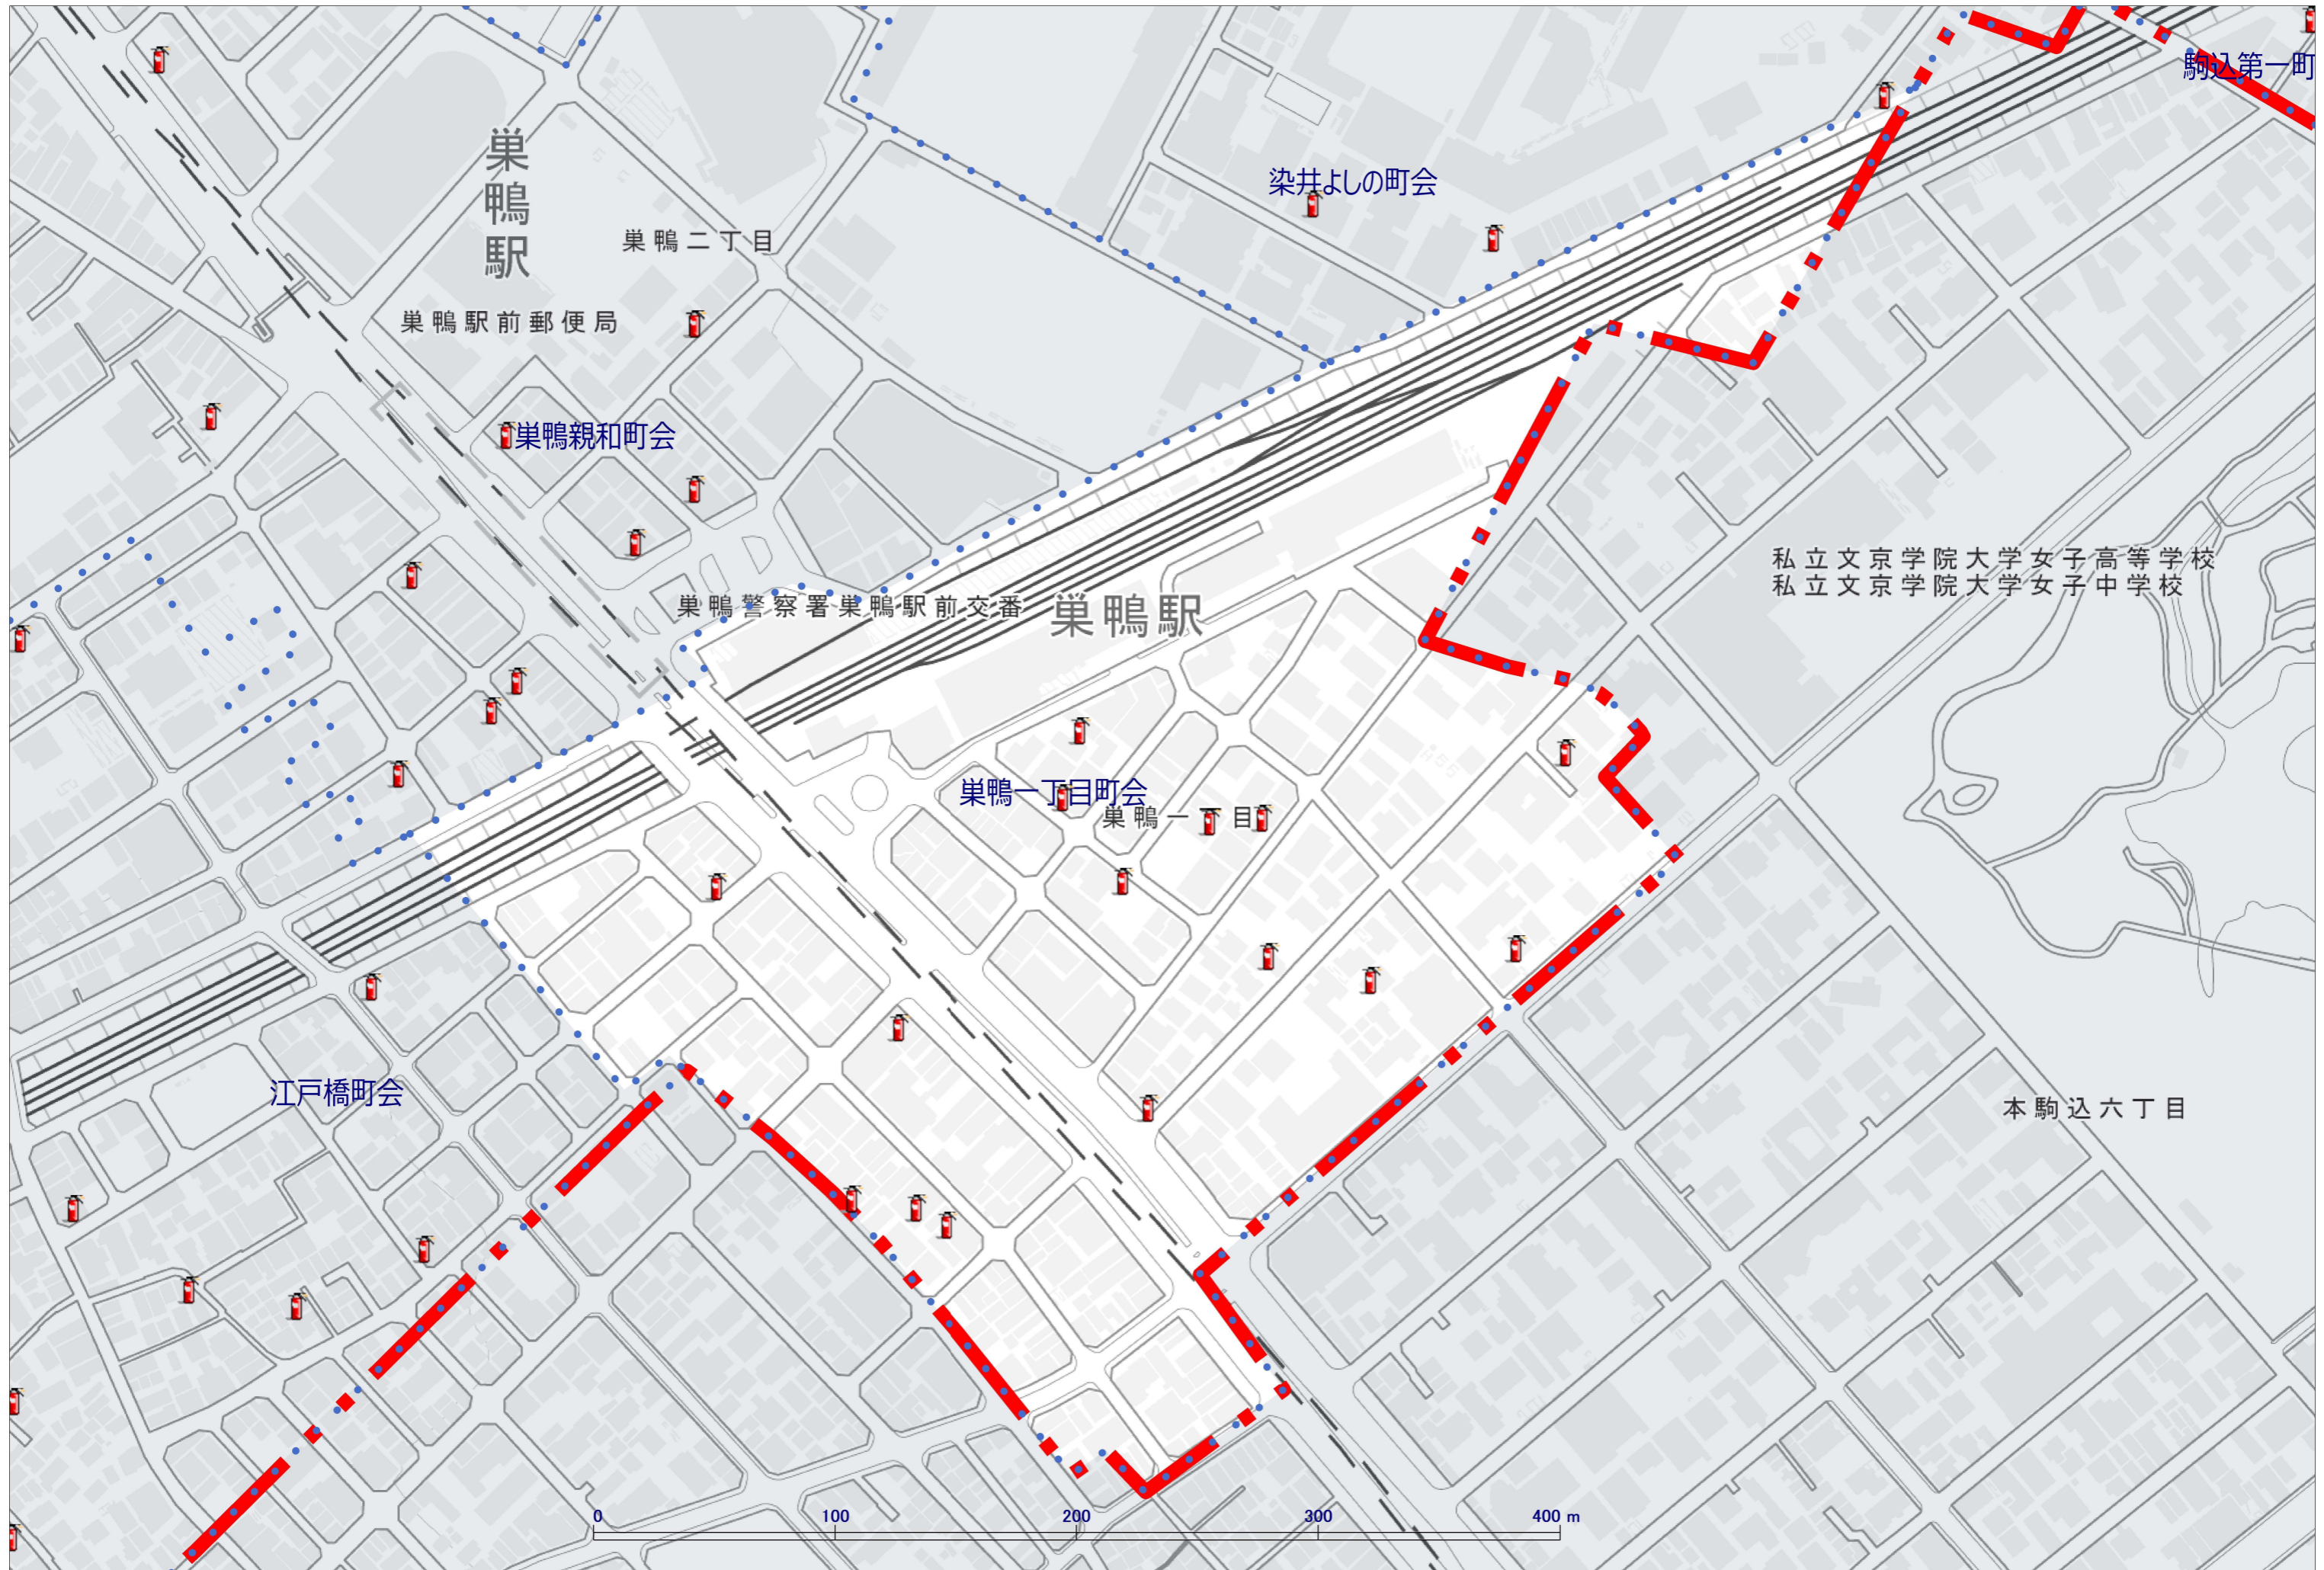 駒込第一町
巣鴨駅
染井よしの町会
巣鴨二丁目
巣鴨駅前郵便局
巣鴨親和町会
私立文京学院大学女子高等学校
私立文京学院大学女子中学校
巣鴨警察署巣鴨駅前交番
巣鴨駅
巣鴨一丁目町会
巣鴨一 目
江戸橋町会
本駒込六丁目
0 100 200 300 400 m